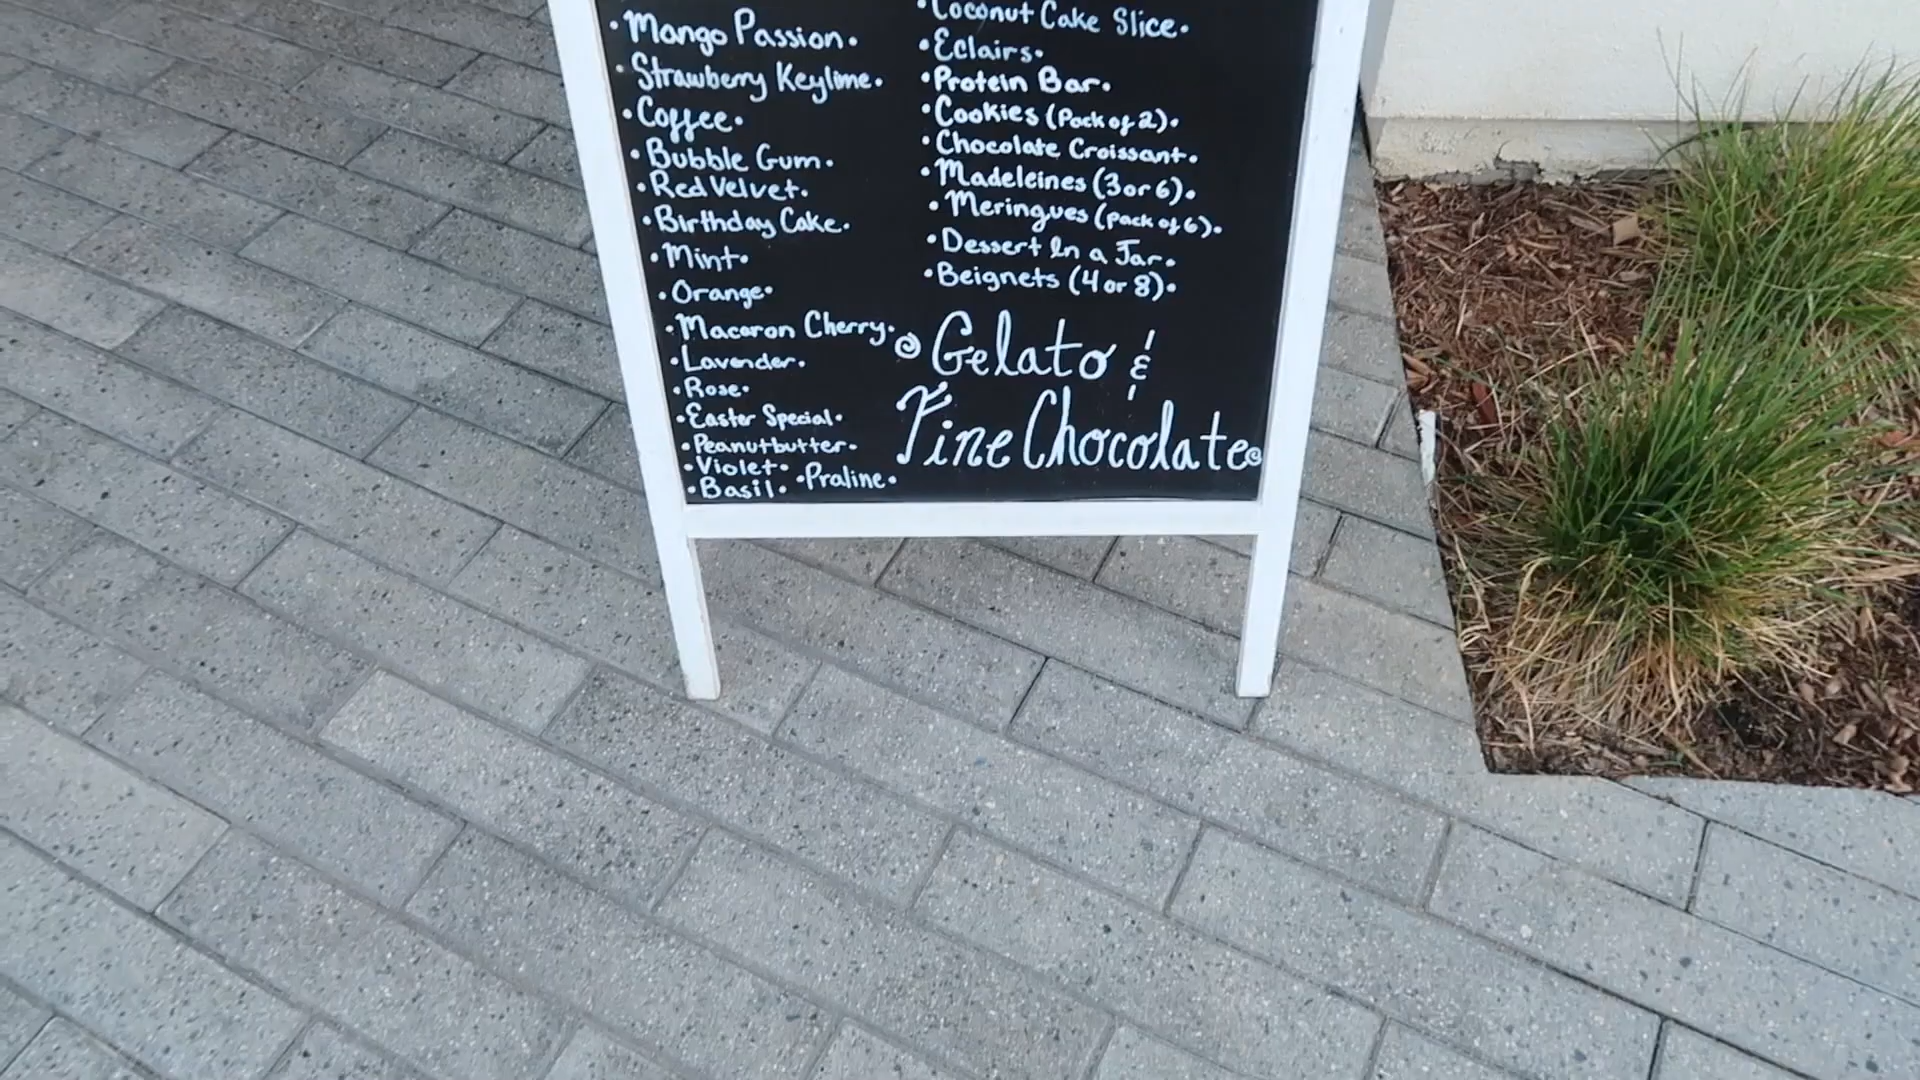 • Mango Passion.
• Strawberry Keylime.
• Coffee.
• Bubble Gum.
• Red Velvet.
• Birthday Cake.
• Mint.
• Orange.
• Macaron Cherry.
• Lavender.
• Rose.
• Easter Special.
• Peanutbutter.
• Violet.
• Basil. • Praline.
• Coconut Cake Slice.
• Eclairs.
• Protein Bar.
• Cookies (Pack of 2).
• Chocolate Croissant.
• Madeleines (3 or 6).
• Meringues (pack of 6).
• Dessert In a Jar.
• Beignets (4 or 8).
Gelato &
Fine Chocolate